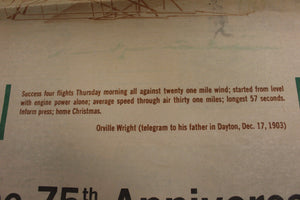 Success four flights Thursday morning all against twenty one mile wind; started from level
with engine power alone; average speed through air thirty one miles; longest 57 seconds.
Inform press; home Christmas.
Orville Wright (telegram to his father in Dayton, Dec. 17, 1903)
75th